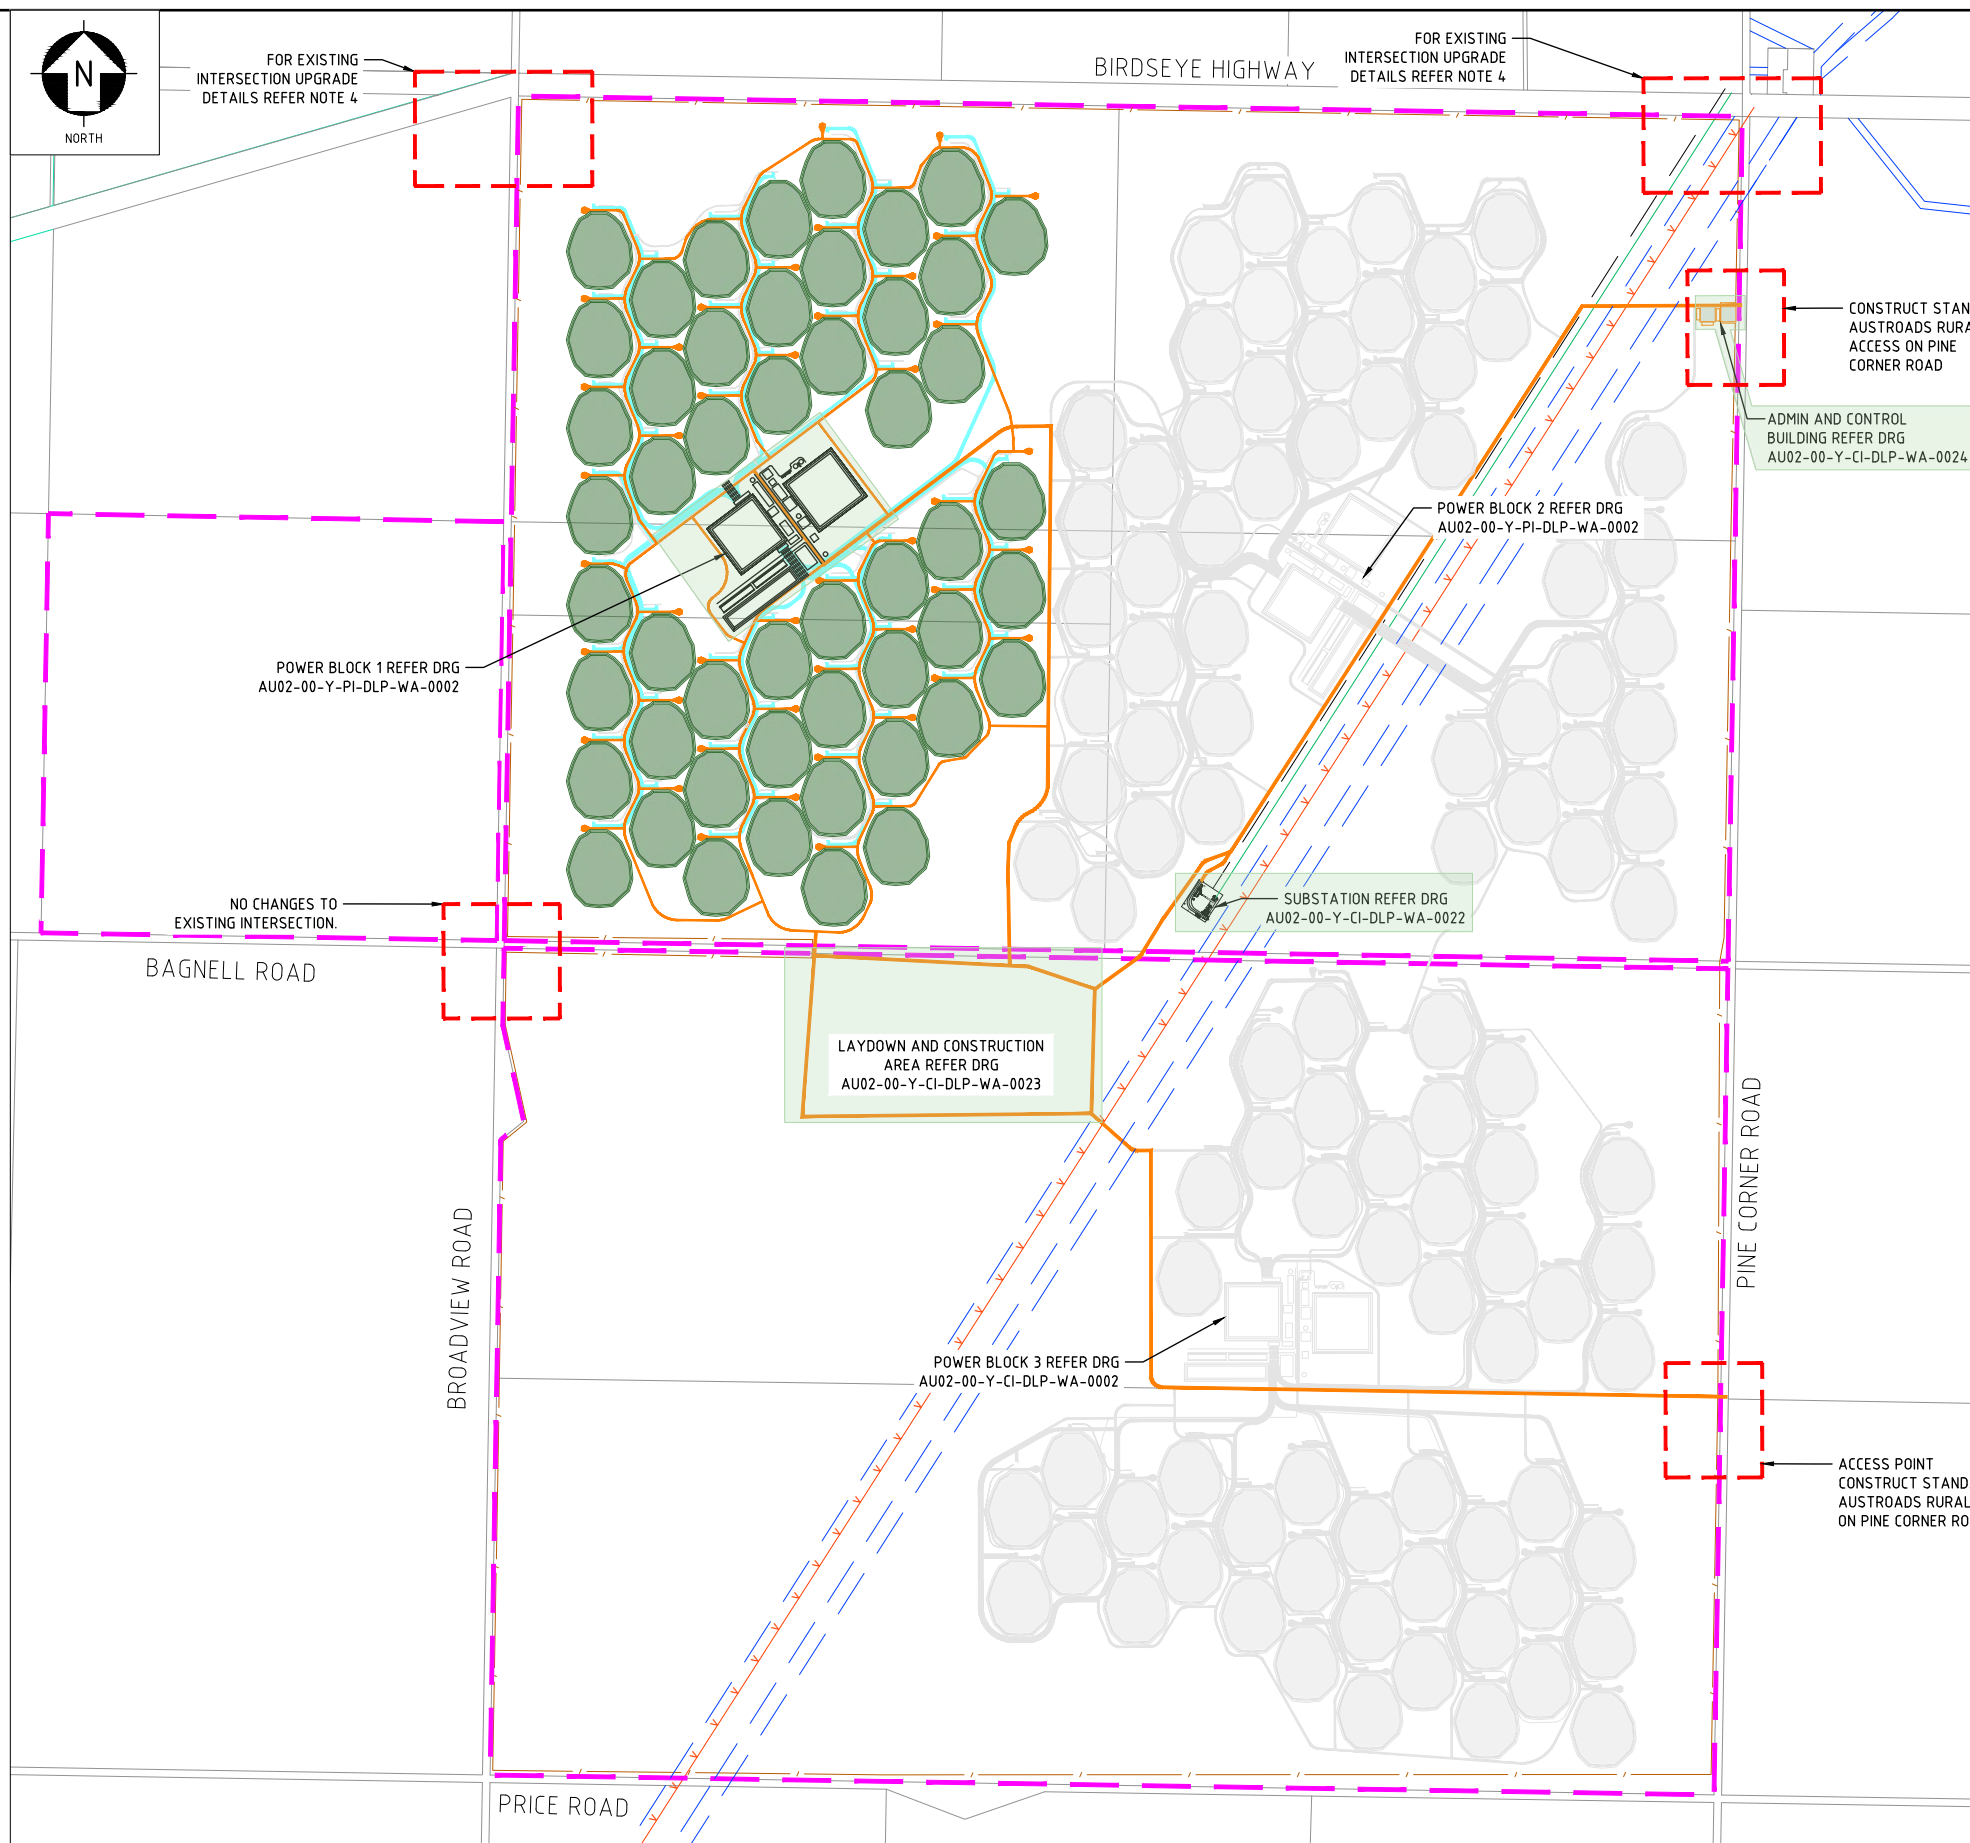 N
NORTH
FOR EXISTING
INTERSECTION UPGRADE
DETAILS REFER NOTE 4
BIRDSEYE HIGHWAY
FOR EXISTING
INTERSECTION UPGRADE
DETAILS REFER NOTE 4
CONSTRUCT STAN
AUSTROADS RURA
ACCESS ON PINE
CORNER ROAD
ADMIN AND CONTROL
BUILDING REFER DRG
AU02-00-Y-CI-DLP-WA-0024
POWER BLOCK 2 REFER DRG
AU02-00-Y-PI-DLP-WA-0002
POWER BLOCK 1 REFER DRG
AU02-00-Y-PI-DLP-WA-0002
NO CHANGES TO
EXISTING INTERSECTION.
SUBSTATION REFER DRG
AU02-00-Y-CI-DLP-WA-0022
BAGNELL ROAD
LAYDOWN AND CONSTRUCTION
AREA REFER DRG
AU02-00-Y-CI-DLP-WA-0023
BROADVIEW ROAD
PINE CORNER ROAD
POWER BLOCK 3 REFER DRG
AU02-00-Y-CI-DLP-WA-0002
ACCESS POINT
CONSTRUCT STAND
AUSTROADS RURAL
ON PINE CORNER RO
PRICE ROAD